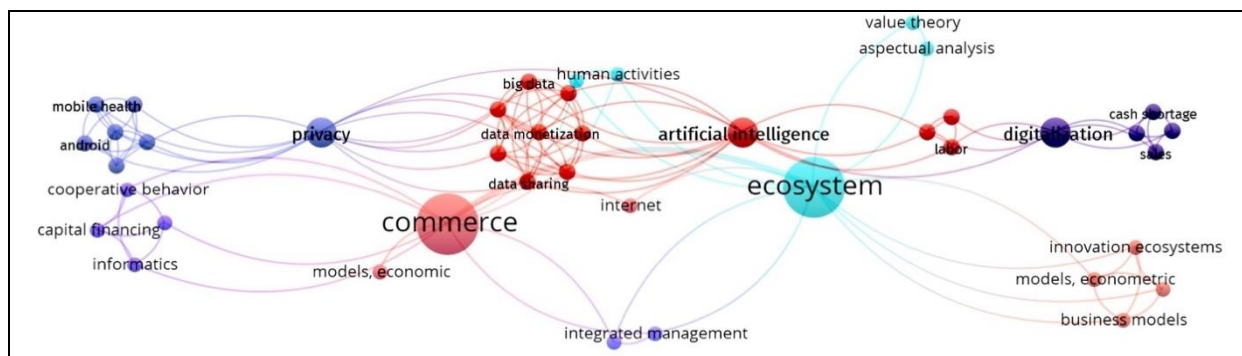 value theory
aspectual analysis
human activities
big data
mobile health
cash shortage
privacy
data monetization
artificial intelligence
digitalization
android
labor
sales
data sharing
ecosystem
cooperative behavior
internet
commerce
capital financing
innovation ecosystems
informatics
models, economic
models, econometric
business models
integrated management